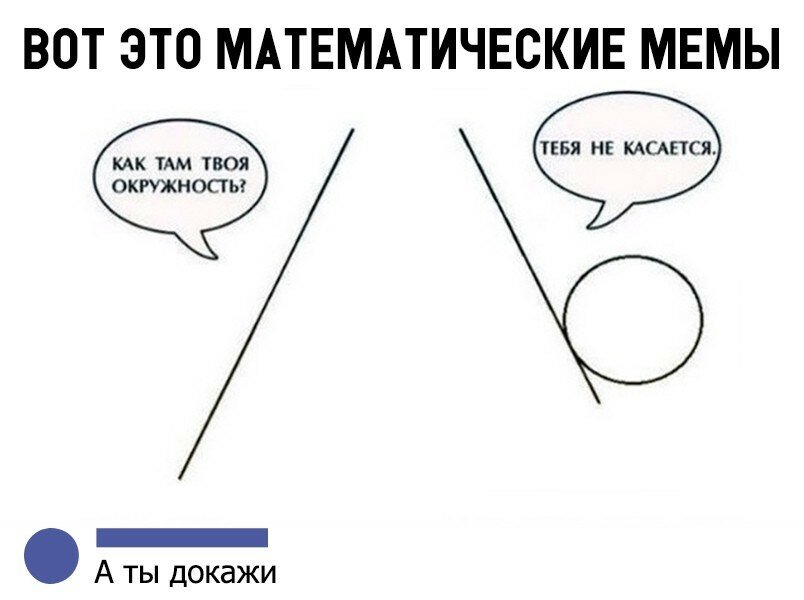 ВОТ ЭТО МАТЕМАТИЧЕСКИЕ МЕМЫ
КАК ТАМ ТВОЯ
ОКРУЖНОСТЬ?
ТЕБЯ НЕ КАСАЕТСЯ.
А ты докажи